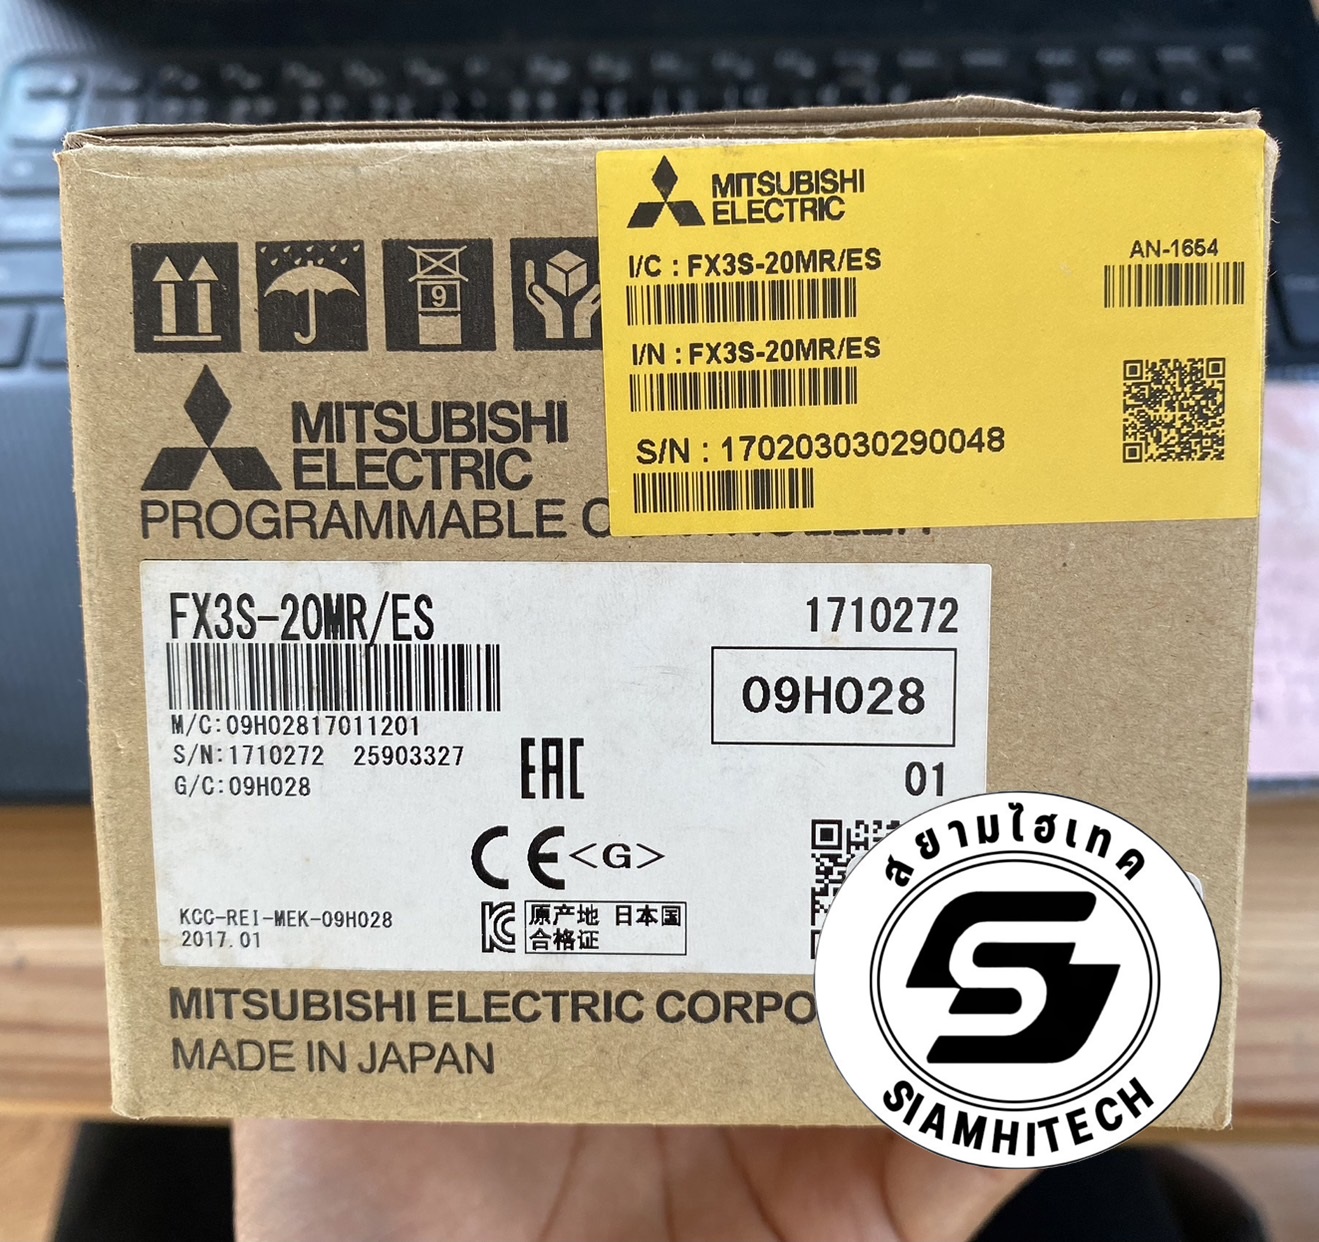 MITSUBISHI
ELECTRIC
I/C : FX3S-20MR/ES
AN-1654
I/N : FX3S-20MR/ES
S/N : 170203030290048
9
MITSUBISHI
ELECTRIC
PROGRAMMABLE CONTROLLER
FX3S-20MR/ES
1710272
09H028
M/C:09H02817011201
S/N:1710272 25903327
G/C:09H028
01
EAC
CE <G>
KCC-REI-MEK-09H028
2017.01
KC
原产地 日本国
合格证
MITSUBISHI ELECTRIC CORPO
MADE IN JAPAN
สยามไฮเทค
SIAMHITECH